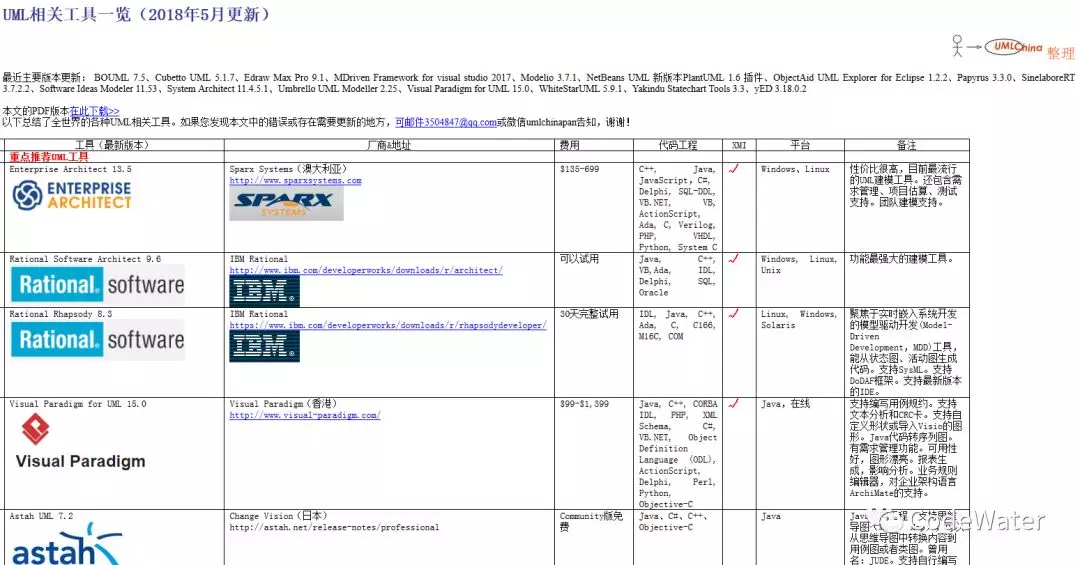 UML相关工具一览（2018年5月更新）
UMLChina 整理
最近主要版本更新： BOUML 7.5、Cubetto UML 5.1.7、Edraw Max Pro 9.1、MDriven Framework for visual studio 2017、Modelio 3.7.1、NetBeans UML 新版本PlantUML 1.6 插件、ObjectAid UML Explorer for Eclipse 1.2.2、Papyrus 3.3.0、SinelaboreRT
3.7.2.2、Software Ideas Modeler 11.53、System Architect 11.4.5.1、Umbrello UML Modeller 2.25、Visual Paradigm for UML 15.0、WhiteStarUML 5.9.1、Yakindu Statechart Tools 3.3、yED 3.18.0.2
本文的PDF版本在此下载>>
以下总结了全世界的各种UML相关工具。如果您发现本文中的错误或存在需要更新的地方，可邮件3504847@qq.com或微信umlchinapan告知，谢谢！
工具（最新版本） 厂商&地址 费用 代码工程 XMI 平台 备注
重点推荐UML工具
Enterprise Architect 13.5
ENTERPRISE
ARCHITECT
Sparx Systems（澳大利亚）
http://www.sparxsystems.com
SPARX
SYSTEMS
$135-699
C++, Java,
JavaScript, C#,
Delphi, SQL-DDL,
VB.NET, VB,
ActionScript,
Ada, C, Verilog,
PHP, VHDL,
Python, System C
Windows, Linux
性价比很高，目前最流行
的UML建模工具。还包含需
求管理、项目估算、测试
支持。团队建模支持。
Rational Software Architect 9.6
Rational. software
IBM Rational
http://www.ibm.com/developerworks/downloads/r/architect/
IBM
可以试用
Java, C++,
VB,Ada, IDL,
Delphi, SQL,
Oracle
Windows, Linux,
Unix
功能最强大的建模工具。
Rational Rhapsody 8.3
Rational. software
IBM Rational
https://www.ibm.com/developerworks/downloads/r/rhapsodydeveloper/
IBM
30天完整试用
IDL, Java, C++,
Ada, C, C166,
M16C, COM
Linux, Windows,
Solaris
聚焦于实时嵌入系统开发
的模型驱动开发(Model-
Driven
Development, MDD)工具，
能从状态图、活动图生成
代码。支持SysML。支持
DoDAF框架。支持最新版本
的IDE。
Visual Paradigm for UML 15.0
Visual Paradigm
Visual Paradigm（香港）
http://www.visual-paradigm.com/
$99-$1,399
Java, C++, CORBA
IDL, PHP, XML
Schema, C#,
VB.NET, Object
Definition
Language (ODL),
ActionScript,
Delphi, Perl,
Python,
Objective-C
Java，在线
支持编写用例规约。支持
文本分析和CRC卡。支持自
定义形状或导入Visio的图
形。Java代码转序列图。
有需求管理功能。可用性
好，图形漂亮。报表生
成，影响分析。业务规则
编辑器，对企业架构语言
ArchiMate的支持。
Astah UML 7.2
astah
Change Vision（日本）
http://astah.net/release-notes/professional
Community版免
费
Java、C#、C++、
Objective-C
Java
从思维导图中转换内容到
用例图或者类图。曾用
名：JUDE。支持自行编写
CodeWater